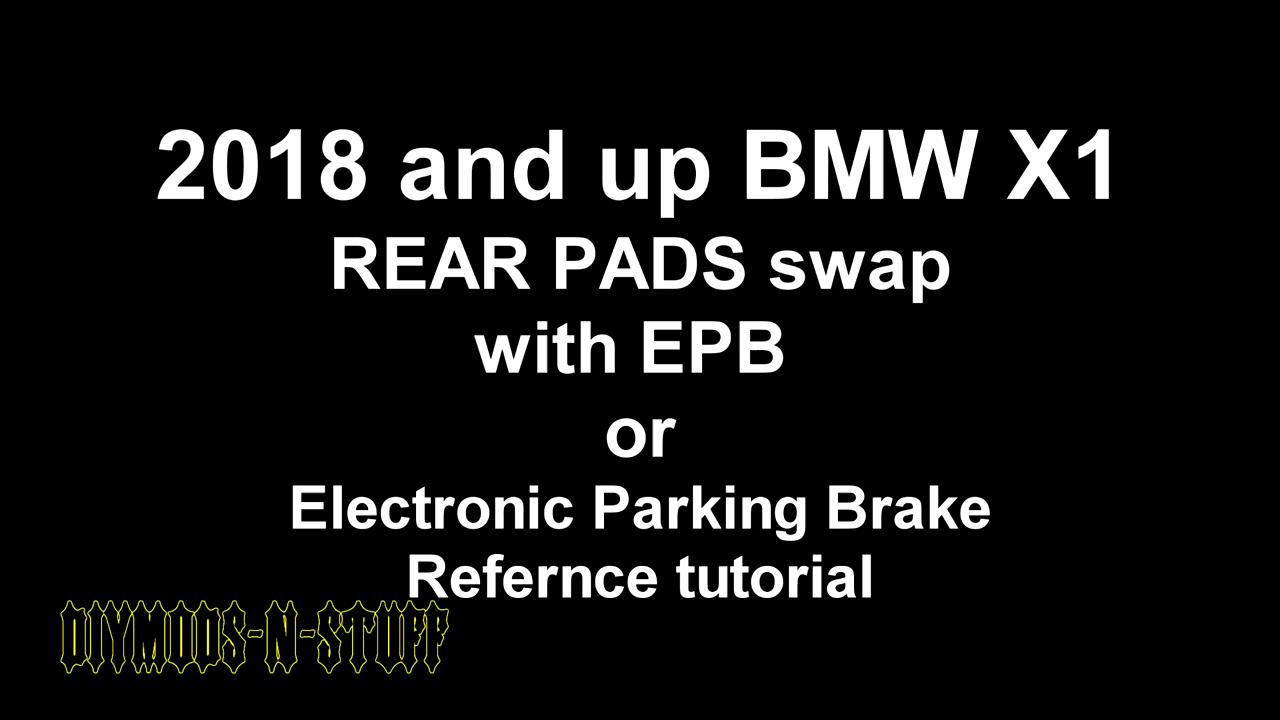 2018 and up BMW X1
REAR PADS swap
with EPB
or
Electronic Parking Brake
Refernce tutorial
DIYMODS-N-STUFF